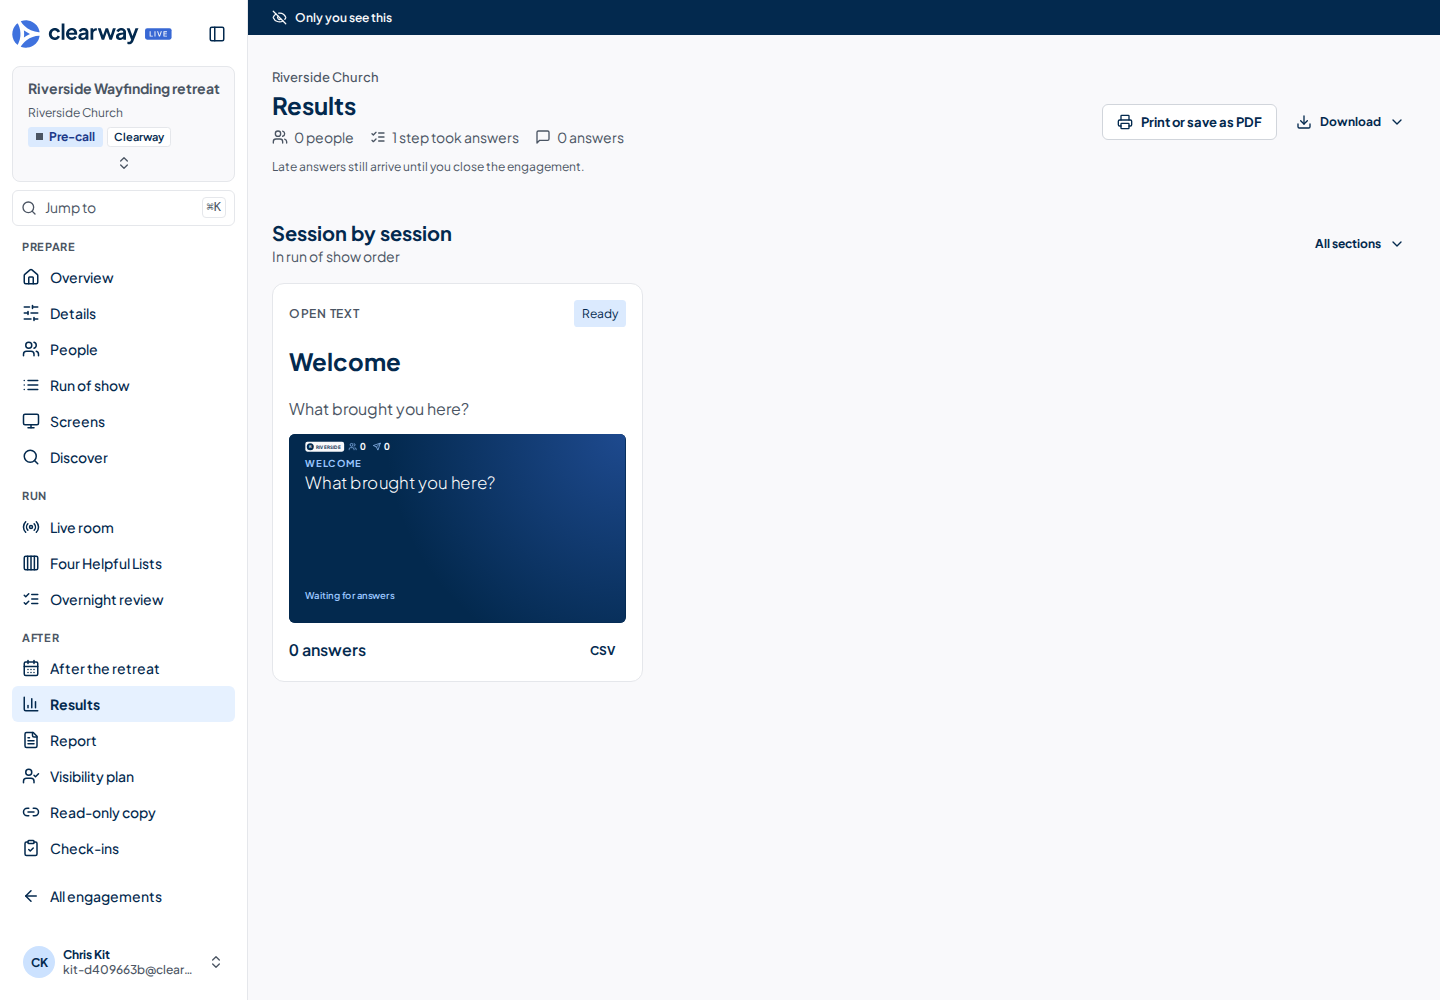 clearway LIVE
Riverside Wayfinding retreat
Riverside Church
Pre-call Clearway
Jump to ⌘K
PREPARE
Overview
Details
People
Run of show
Screens
Discover
RUN
Live room
Four Helpful Lists
Overnight review
AFTER
After the retreat
Results
Report
Visibility plan
Read-only copy
Check-ins
All engagements
CK
Chris Kit
kit-d409663b@clear...
Only you see this
Riverside Church
Results
0 people 1 step took answers 0 answers
Late answers still arrive until you close the engagement.
Print or save as PDF
Download
Session by session
In run of show order
All sections
OPEN TEXT Ready
Welcome
What brought you here?
RIVERSIDE 0 0
WELCOME
What brought you here?
Waiting for answers
0 answers CSV